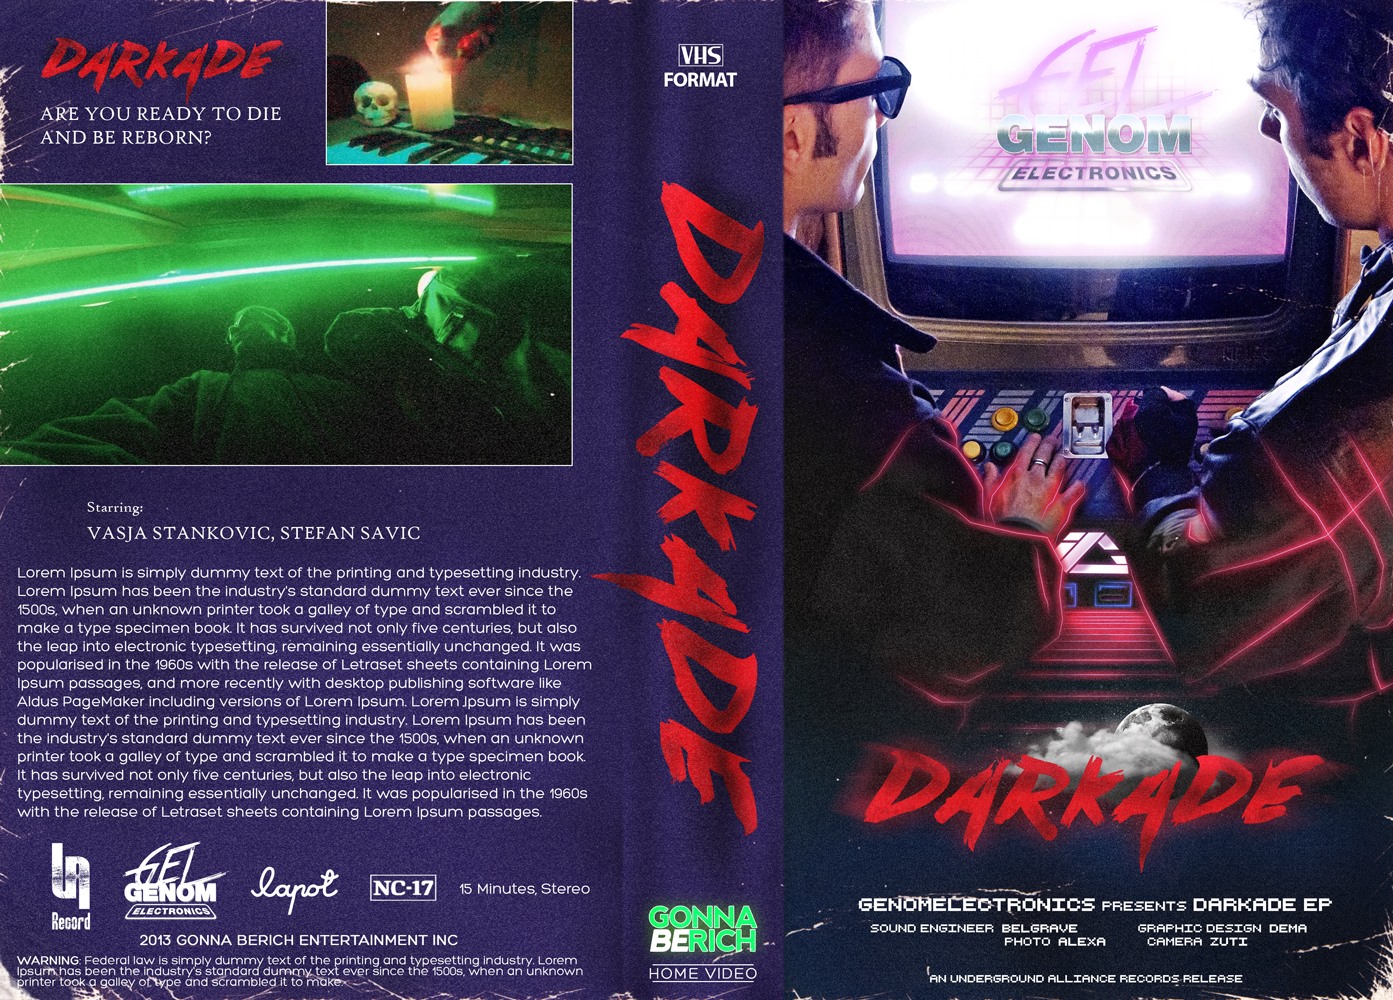 DARKADE
ARE YOU READY TO DIE
AND BE REBORN?
Starring:
VASJA STANKOVIC, STEFAN SAVIC
Lorem Ipsum is simply dummy text of the printing and typesetting industry.
Lorem Ipsum has been the industry's standard dummy text ever since the
1500s, when an unknown printer took a galley of type and scrambled it to
make a type specimen book. It has survived not only five centuries, but also
the leap into electronic typesetting, remaining essentially unchanged. It was
popularised in the 1960s with the release of Letraset sheets containing Lorem
Ipsum passages, and more recently with desktop publishing software like
Aldus PageMaker including versions of Lorem Ipsum. Lorem Ipsum is simply
dummy text of the printing and typesetting industry. Lorem Ipsum has been
the industry's standard dummy text ever since the 1500s, when an unknown
printer took a galley of type and scrambled it to make a type specimen book.
It has survived not only five centuries, but also the leap into electronic
typesetting, remaining essentially unchanged. It was popularised in the 1960s
with the release of Letraset sheets containing Lorem Ipsum passages.
Record
GEL
GENOM
ELECTRONICS
lapot
NC-17
15 Minutes, Stereo
2013 GONNA BERICH ENTERTAINMENT INC
WARNING: Federal law is simply dummy text of the printing and typesetting industry. Lorem
Ipsum has been the industry's standard dummy text ever since the 1500s, when an unknown
printer took a galley of type and scrambled it to make.
VHS
FORMAT
DARKADE
GONNA
BERICH
HOME VIDEO
GEL
GENOM
ELECTRONICS
DARKADE
GENOMELECTRONICS PRESENTS DARKADE EP
SOUND ENGINEER BELGRAVE
PHOTO ALEXA
GRAPHIC DESIGN DEMA
CAMERA ZUTI
AN UNDERGROUND ALLIANCE RECORDS RELEASE